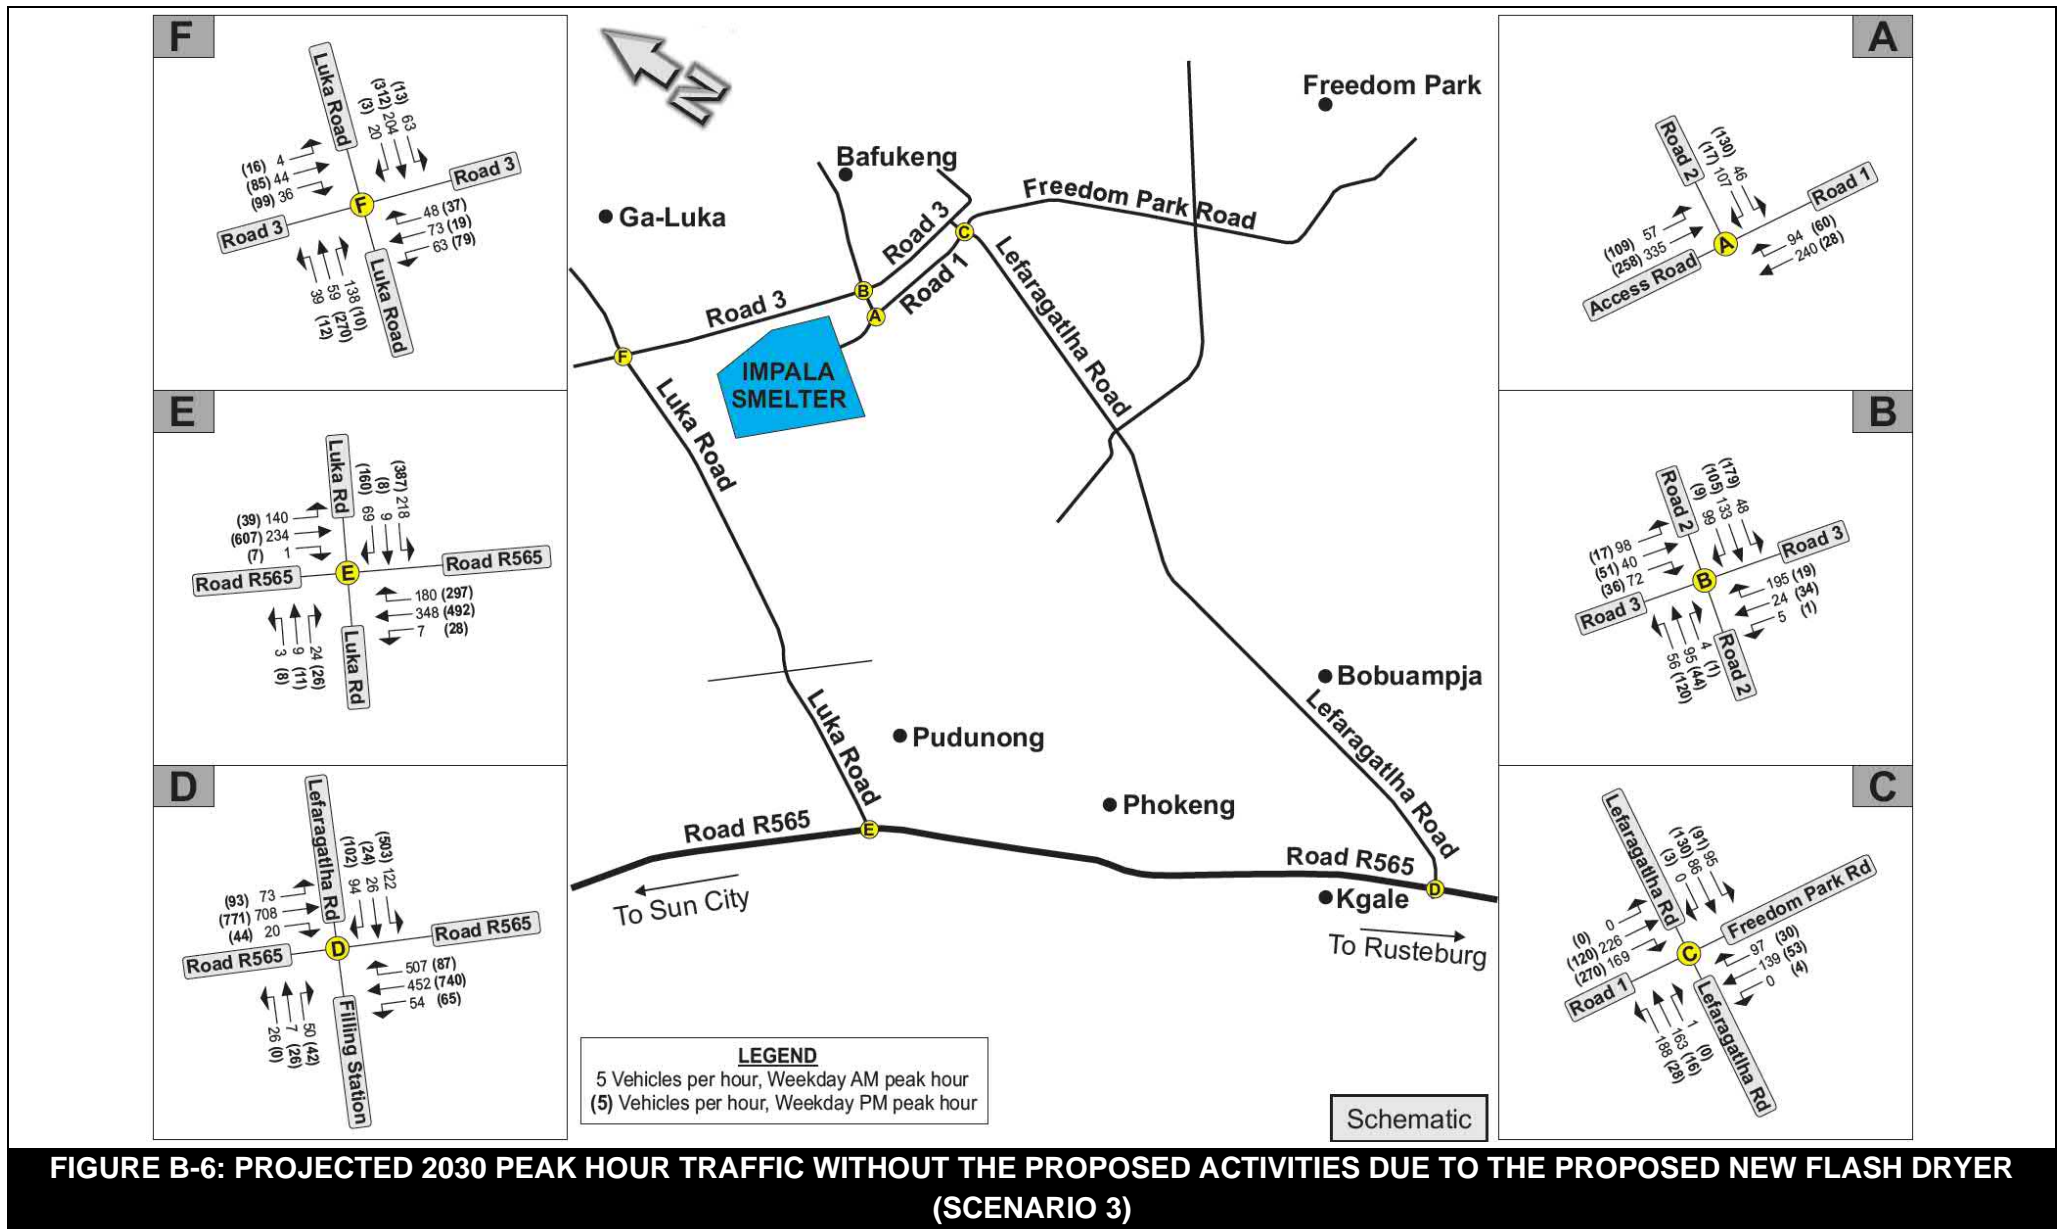 F
Luka Road
(3) (312) (13)
20 204 63
(16) 4
(85) 44
(99) 36
Road 3
F
Road 3
48 (37)
73 (19)
63 (79)
39 59 138 (10)
(12) (270)
Luka Road
E
Luka Rd
(160) (8) (387)
69 9 218
(39) 140
(607) 234
(7) 1
Road R565
E
Road R565
180 (297)
348 (492)
7 (28)
3 9 24 (26)
(8) (11)
Luka Rd
D
Lefaragatlha Rd
(102) (24) (503)
94 26 122
(93) 73
(771) 708
(44) 20
Road R565
D
Road R565
507 (87)
452 (740)
54 (65)
26 (0)
7 (26)
50 (42)
Filling Station
N
Freedom Park
Bafukeng
Ga-Luka
Freedom Park Road
Road 3
C
B
Road 1
Road 3
A
F
IMPALA
SMELTER
Luka Road
Lefaragatlha Road
Bobuampja
Pudunong
Luka Road
Lefaragatlha Road
Phokeng
Road R565
E
Road R565
D
To Sun City
Kgale
To Rusteburg
LEGEND
5 Vehicles per hour, Weekday AM peak hour
(5) Vehicles per hour, Weekday PM peak hour
Schematic
A
Road 2
(17) (130)
107 46
(109) 57
(258) 335
Road 1
A
Access Road
94 (60)
240 (28)
B
Road 2
(9) (105) (179)
99 133 48
(17) 98
(51) 40
(36) 72
Road 3
B
Road 3
195 (19)
24 (34)
5 (1)
56 (120)
95 (44)
4 (1)
Road 2
C
Lefaragatlha Rd
(3) (130) (91)
0 86 95
(0) 0
(120) 226
(270) 169
Freedom Park Rd
C
Road 1
97 (30)
139 (53)
0 (4)
188 (28)
163 (16)
1 (0)
Lefaragatlha Rd
FIGURE B-6: PROJECTED 2030 PEAK HOUR TRAFFIC WITHOUT THE PROPOSED ACTIVITIES DUE TO THE PROPOSED NEW FLASH DRYER
(SCENARIO 3)